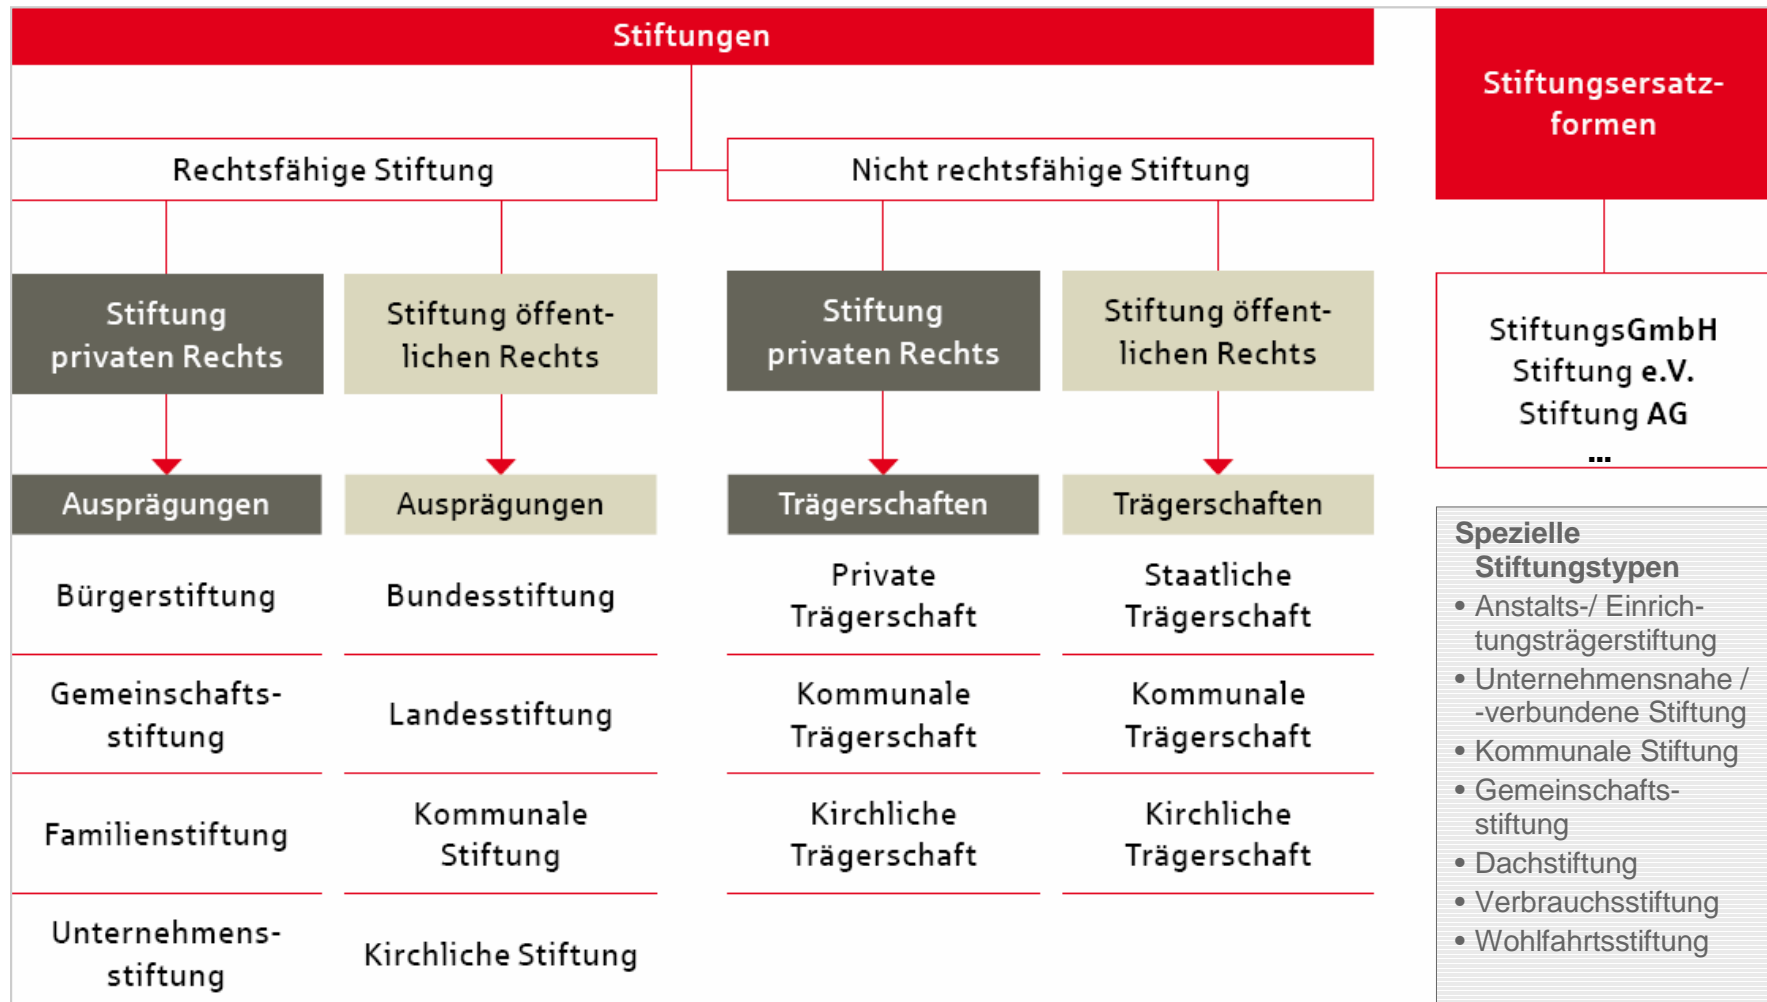 Stiftungen
Rechtsfähige Stiftung
Nicht rechtsfähige Stiftung
Stiftung
privaten Rechts
Stiftung öffent-
lichen Rechts
Stiftung
privaten Rechts
Stiftung öffent-
lichen Rechts
Ausprägungen
Ausprägungen
Trägerschaften
Trägerschaften
Bürgerstiftung
Bundesstiftung
Private
Trägerschaft
Staatliche
Trägerschaft
Gemeinschafts-
stiftung
Landesstiftung
Kommunale
Trägerschaft
Kommunale
Trägerschaft
Familienstiftung
Kommunale
Stiftung
Kirchliche
Trägerschaft
Kirchliche
Trägerschaft
Unternehmens-
stiftung
Kirchliche Stiftung
Stiftungsersatz-
formen
StiftungsGmbH
Stiftung e.V.
Stiftung AG
...
Spezielle
Stiftungstypen
• Anstalts-/ Einrich-
tungsträgerstiftung
• Unternehmensnahe /
-verbundene Stiftung
• Kommunale Stiftung
• Gemeinschafts-
stiftung
• Dachstiftung
• Verbrauchsstiftung
• Wohlfahrtsstiftung